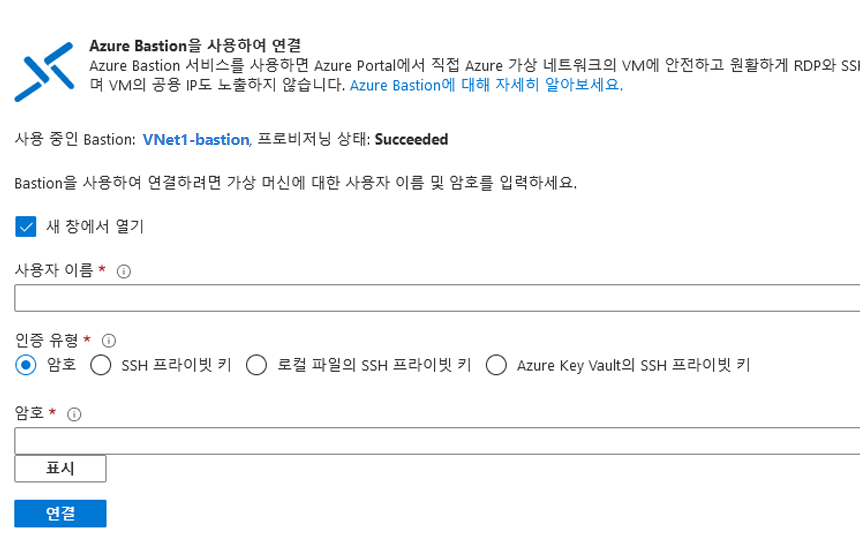 Azure Bastion을 사용하여 연결
Azure Bastion 서비스를 사용하면 Azure Portal에서 직접 Azure 가상 네트워크의 VM에 안전하고 원활하게 RDP와 SSH
며 VM의 공용 IP도 노출하지 않습니다. Azure Bastion에 대해 자세히 알아보세요.
사용 중인 Bastion: VNet1-bastion, 프로비저닝 상태: Succeeded
Bastion을 사용하여 연결하려면 가상 머신에 대한 사용자 이름 및 암호를 입력하세요.
새 창에서 열기
사용자 이름 *
인증 유형 *
암호 SSH 프라이빗 키 로컬 파일의 SSH 프라이빗 키 Azure Key Vault의 SSH 프라이빗 키
암호 *
표시
연결